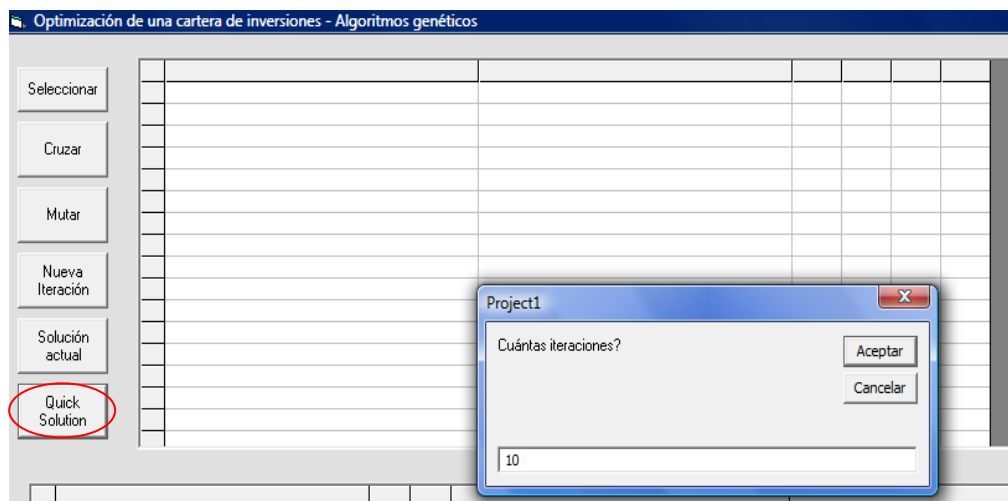 Optimización de una cartera de inversiones - Algoritmos genéticos
Seleccionar
Cruzar
Mutar
Nueva
Iteración
Solución
actual
Quick
Solution
Project1
Cuántas iteraciones?
Aceptar
Cancelar
10